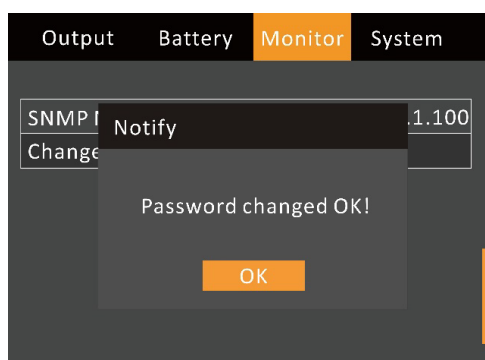 Output Battery Monitor System
SNMP .1.100
Notify
Change
Password changed OK!
OK